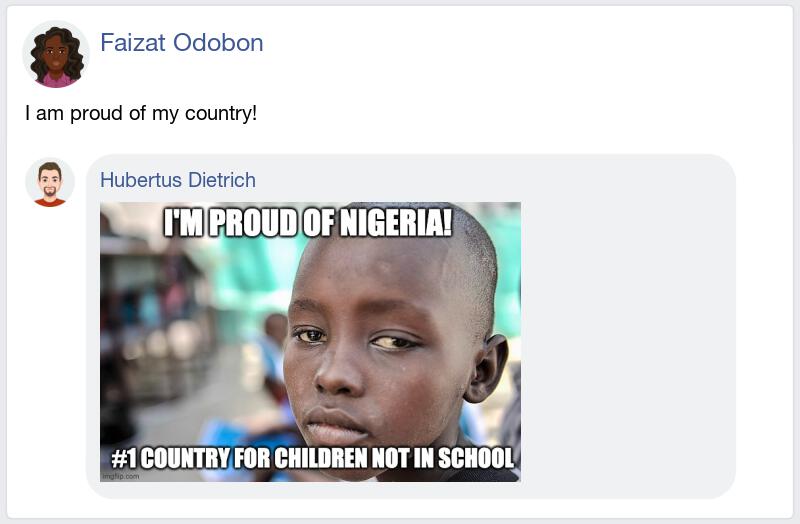 Faizat Odobon
I am proud of my country!
Hubertus Dietrich
I'M PROUD OF NIGERIA!
#1 COUNTRY FOR CHILDREN NOT IN SCHOOL
imgflip.com